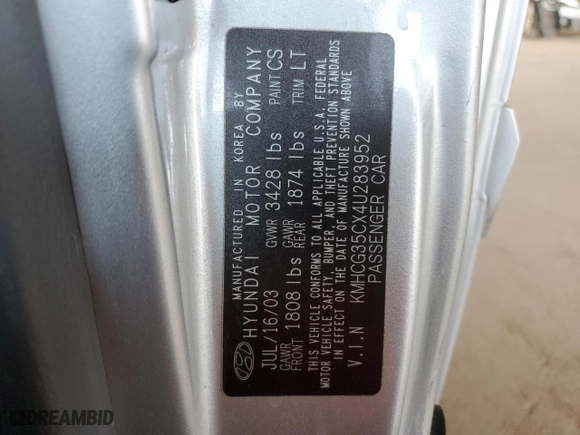 MANUFACTURED IN KOREA BY
HYUNDAI MOTOR COMPANY
JUL/16/03 GVWR 3428 lbs PAINT CS
GAWR FRONT 1808 lbs GAWR REAR 1874 lbs TRIM LT
THIS VEHICLE CONFORMS TO ALL APPLICABLE U.S.A. FEDERAL
MOTOR VEHICLE SAFETY, BUMPER, AND THEFT PREVENTION STANDARDS
IN EFFECT ON THE DATE OF MANUFACTURE SHOWN ABOVE
V.I.N KMHCG35CX4U283952
PASSENGER CAR
DREAMBID